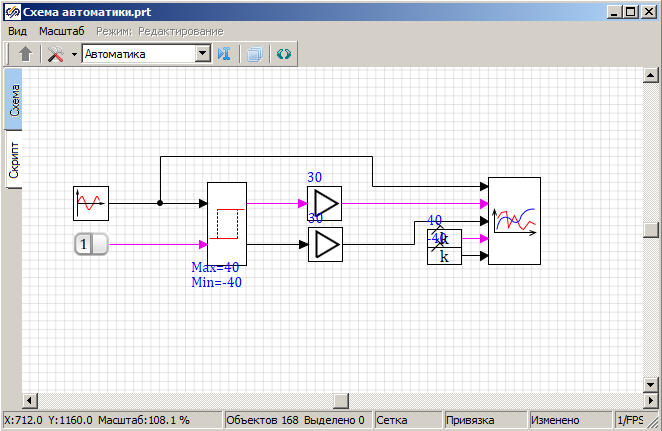 Схема автоматики.prt
Вид Масштаб Режим: Редактирование
Автоматика
Схема
Скрипт
30
1
30
40
-40
k
k
Max=40
Min=-40
X:712.0 Y:1160.0 Масштаб:108.1 % Объектов 168 Выделено 0 Сетка Привязка Изменено 1/FPS